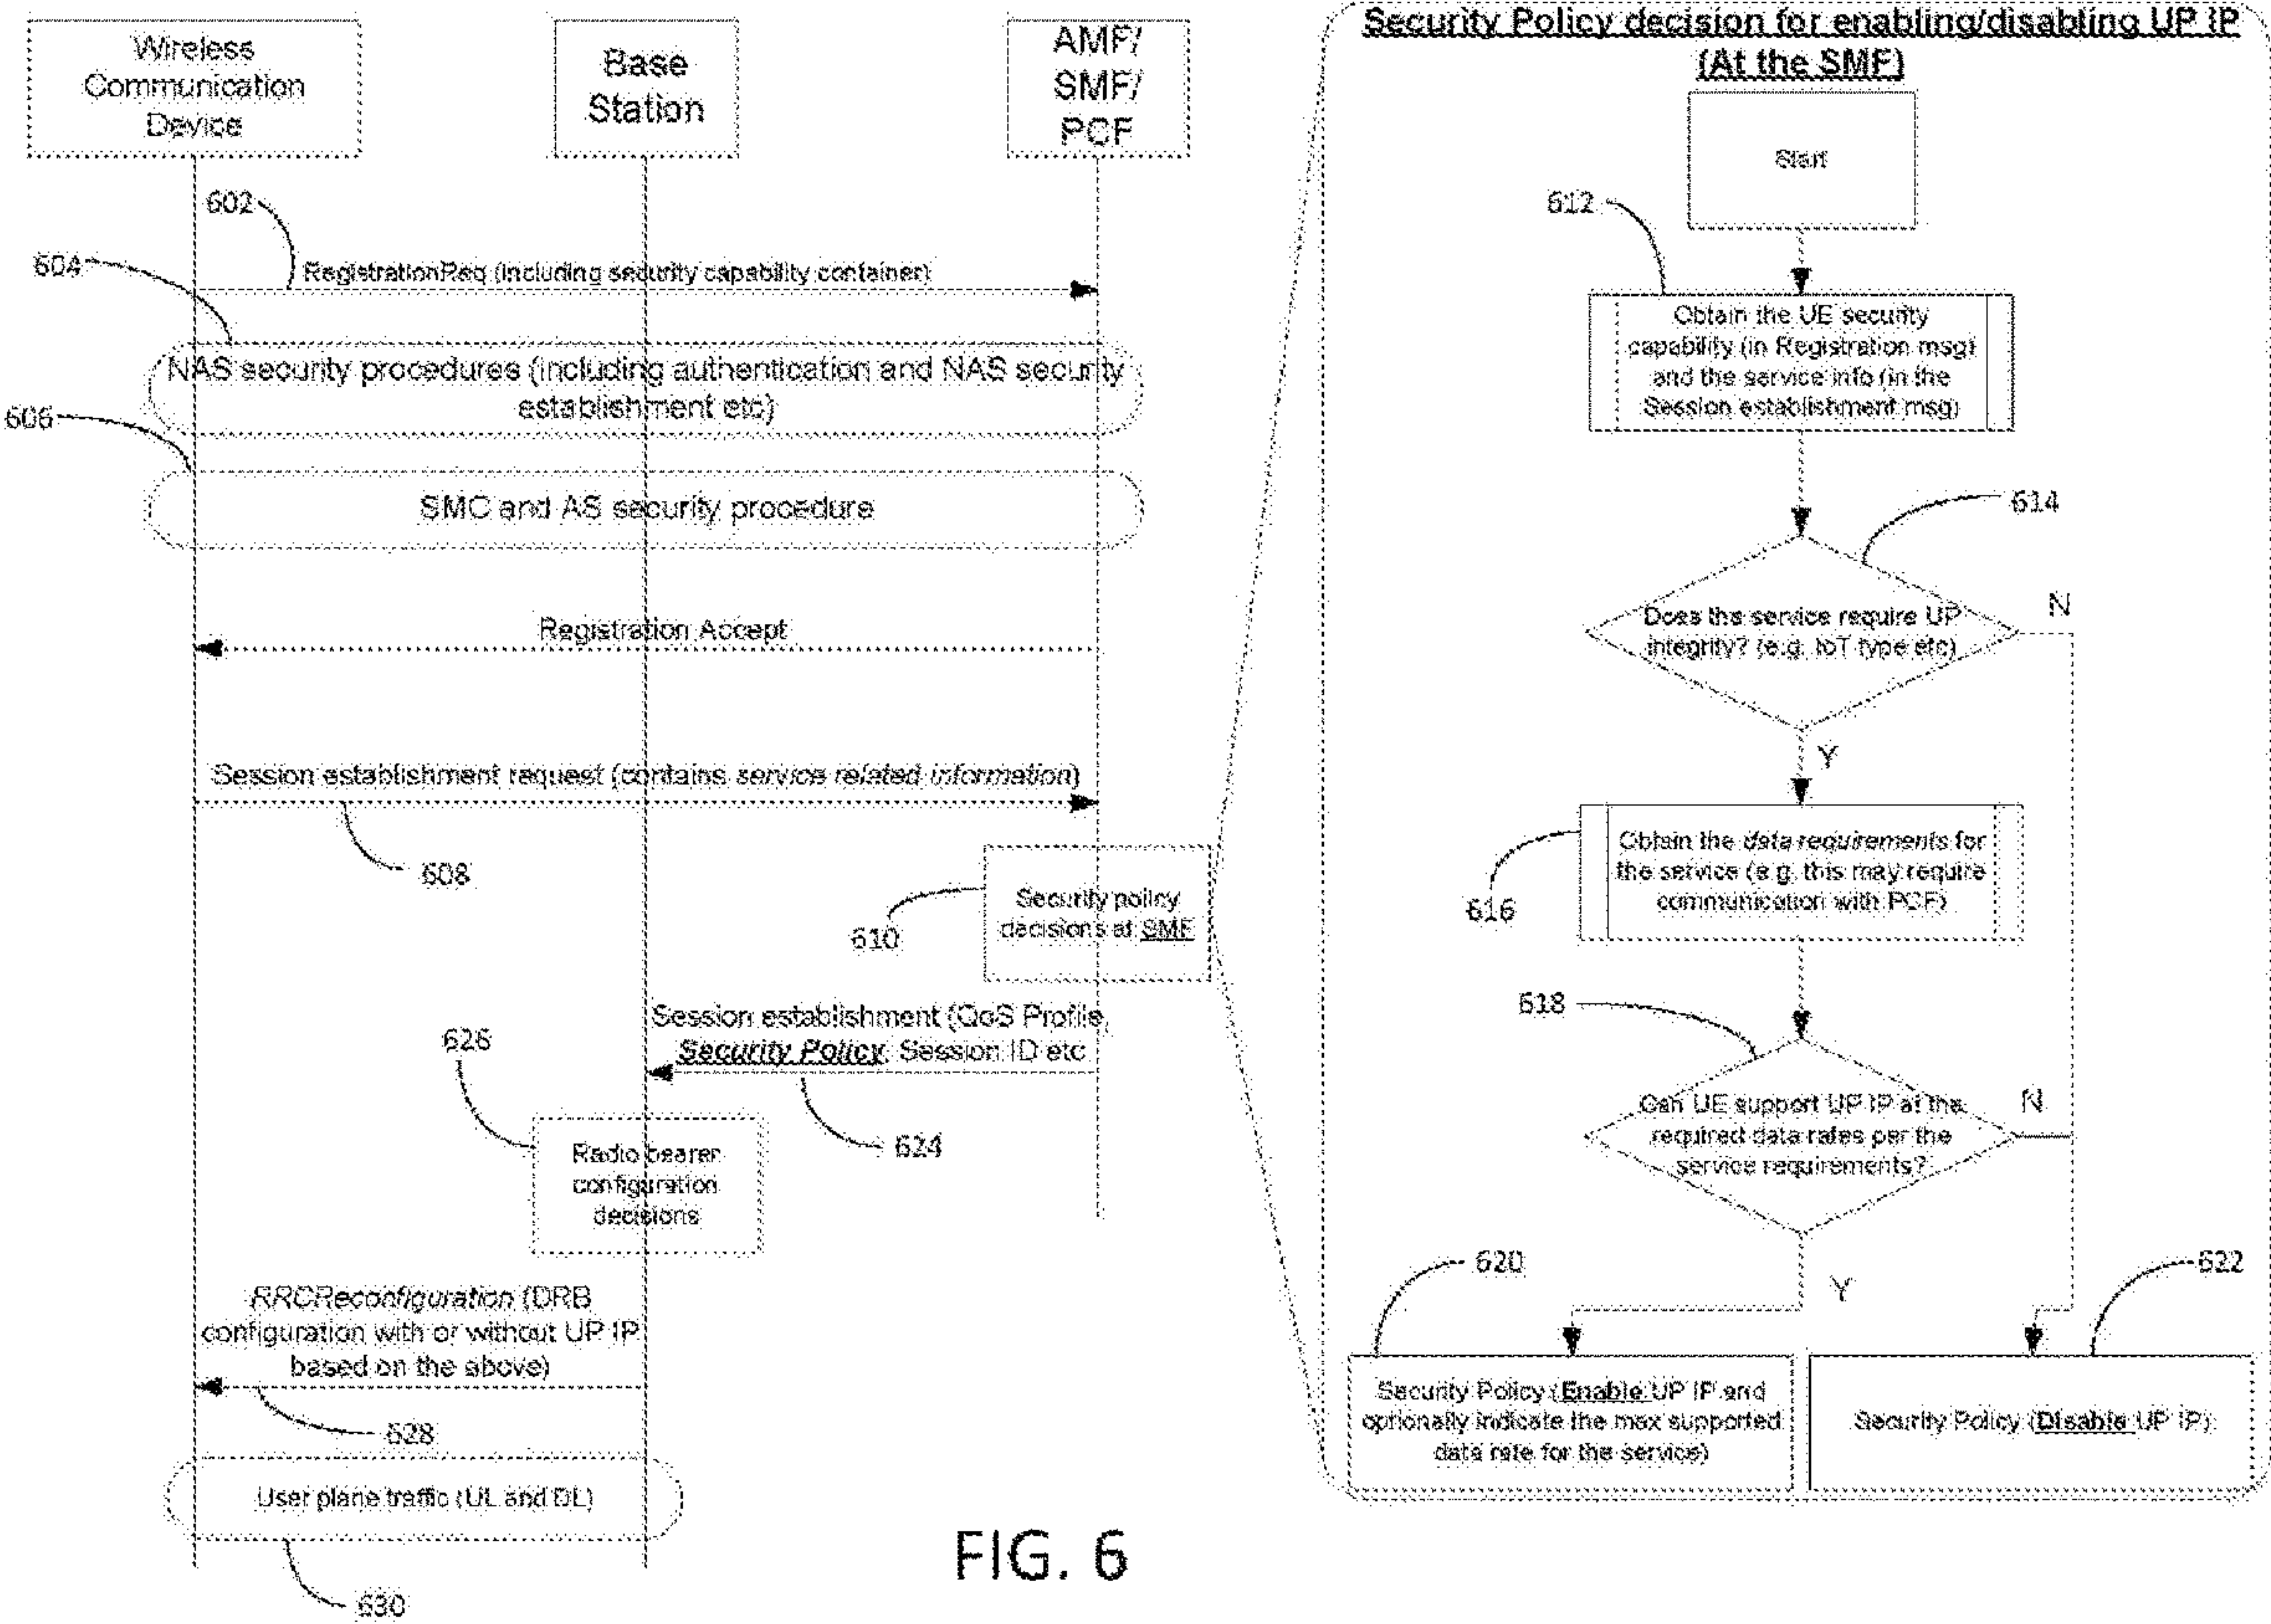 Wireless
Communication
Device
Base
Station
AMF/
SMF/
PCF
602
604
RegistrationReq (including security capability container)
NAS security procedures (including authentication and NAS security
establishment etc)
606
SMC and AS security procedure
Registration Accept
Session establishment request (contains service related information)
608
Security policy
decisions at SMF
610
Session establishment (QoS Profile,
Security Policy, Session ID etc
624
626
Radio bearer
configuration
decisions
RRCReconfiguration (DRB
configuration with or without UP IP
based on the above)
628
User plane traffic (UL and DL)
630
FIG. 6
Security Policy decision for enabling/disabling UP IP
(At the SMF)
Start
612
Obtain the UE security
capability (in Registration msg)
and the service info (in the
Session establishment msg)
614
Does the service require UP
integrity? (e.g. IoT type etc)
N
Y
616
Obtain the data requirements for
the service (e.g. this may require
communication with PCF)
618
Can UE support UP IP at the
required data rates per the
service requirements?
N
Y
620
622
Security Policy (Enable UP IP and
optionally indicate the max supported
data rate for the service)
Security Policy (Disable UP IP)